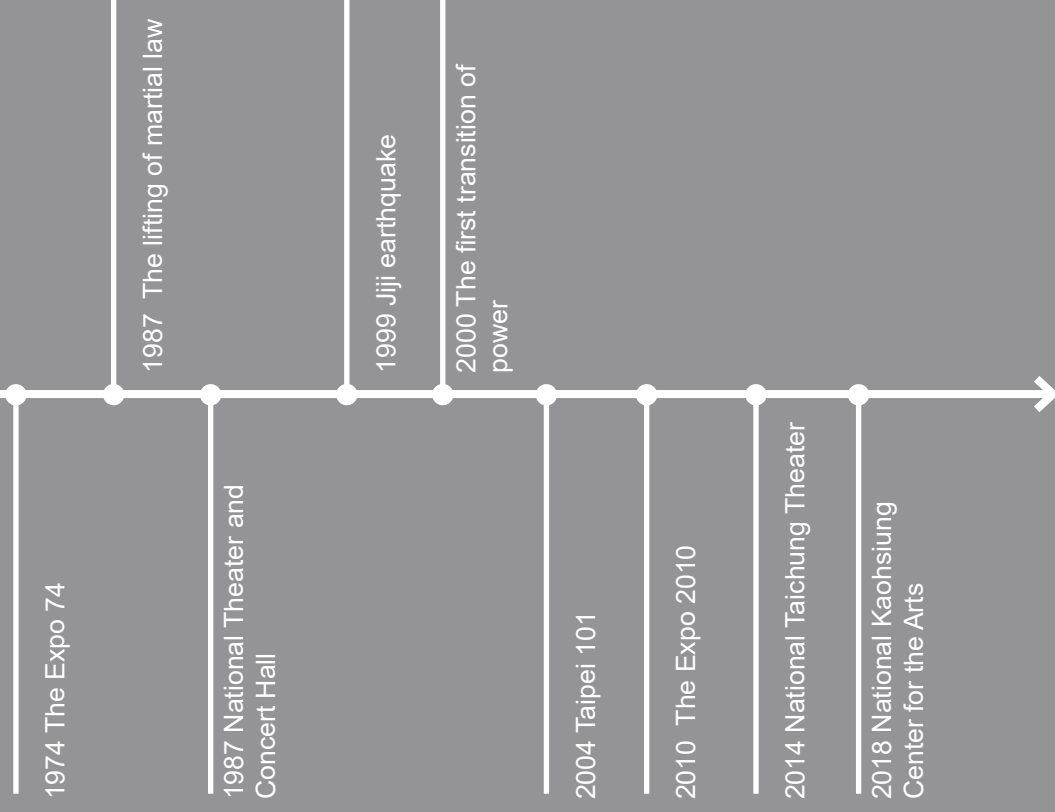 1974 The Expo 74
1987  The lifting of martial law
1987 National Theater and
Concert Hall
1999 Jiji earthquake
2000 The first transition of
power
2004 Taipei 101
2010  The Expo 2010
2014 National Taichung Theater
2018 National Kaohsiung
Center for the Arts